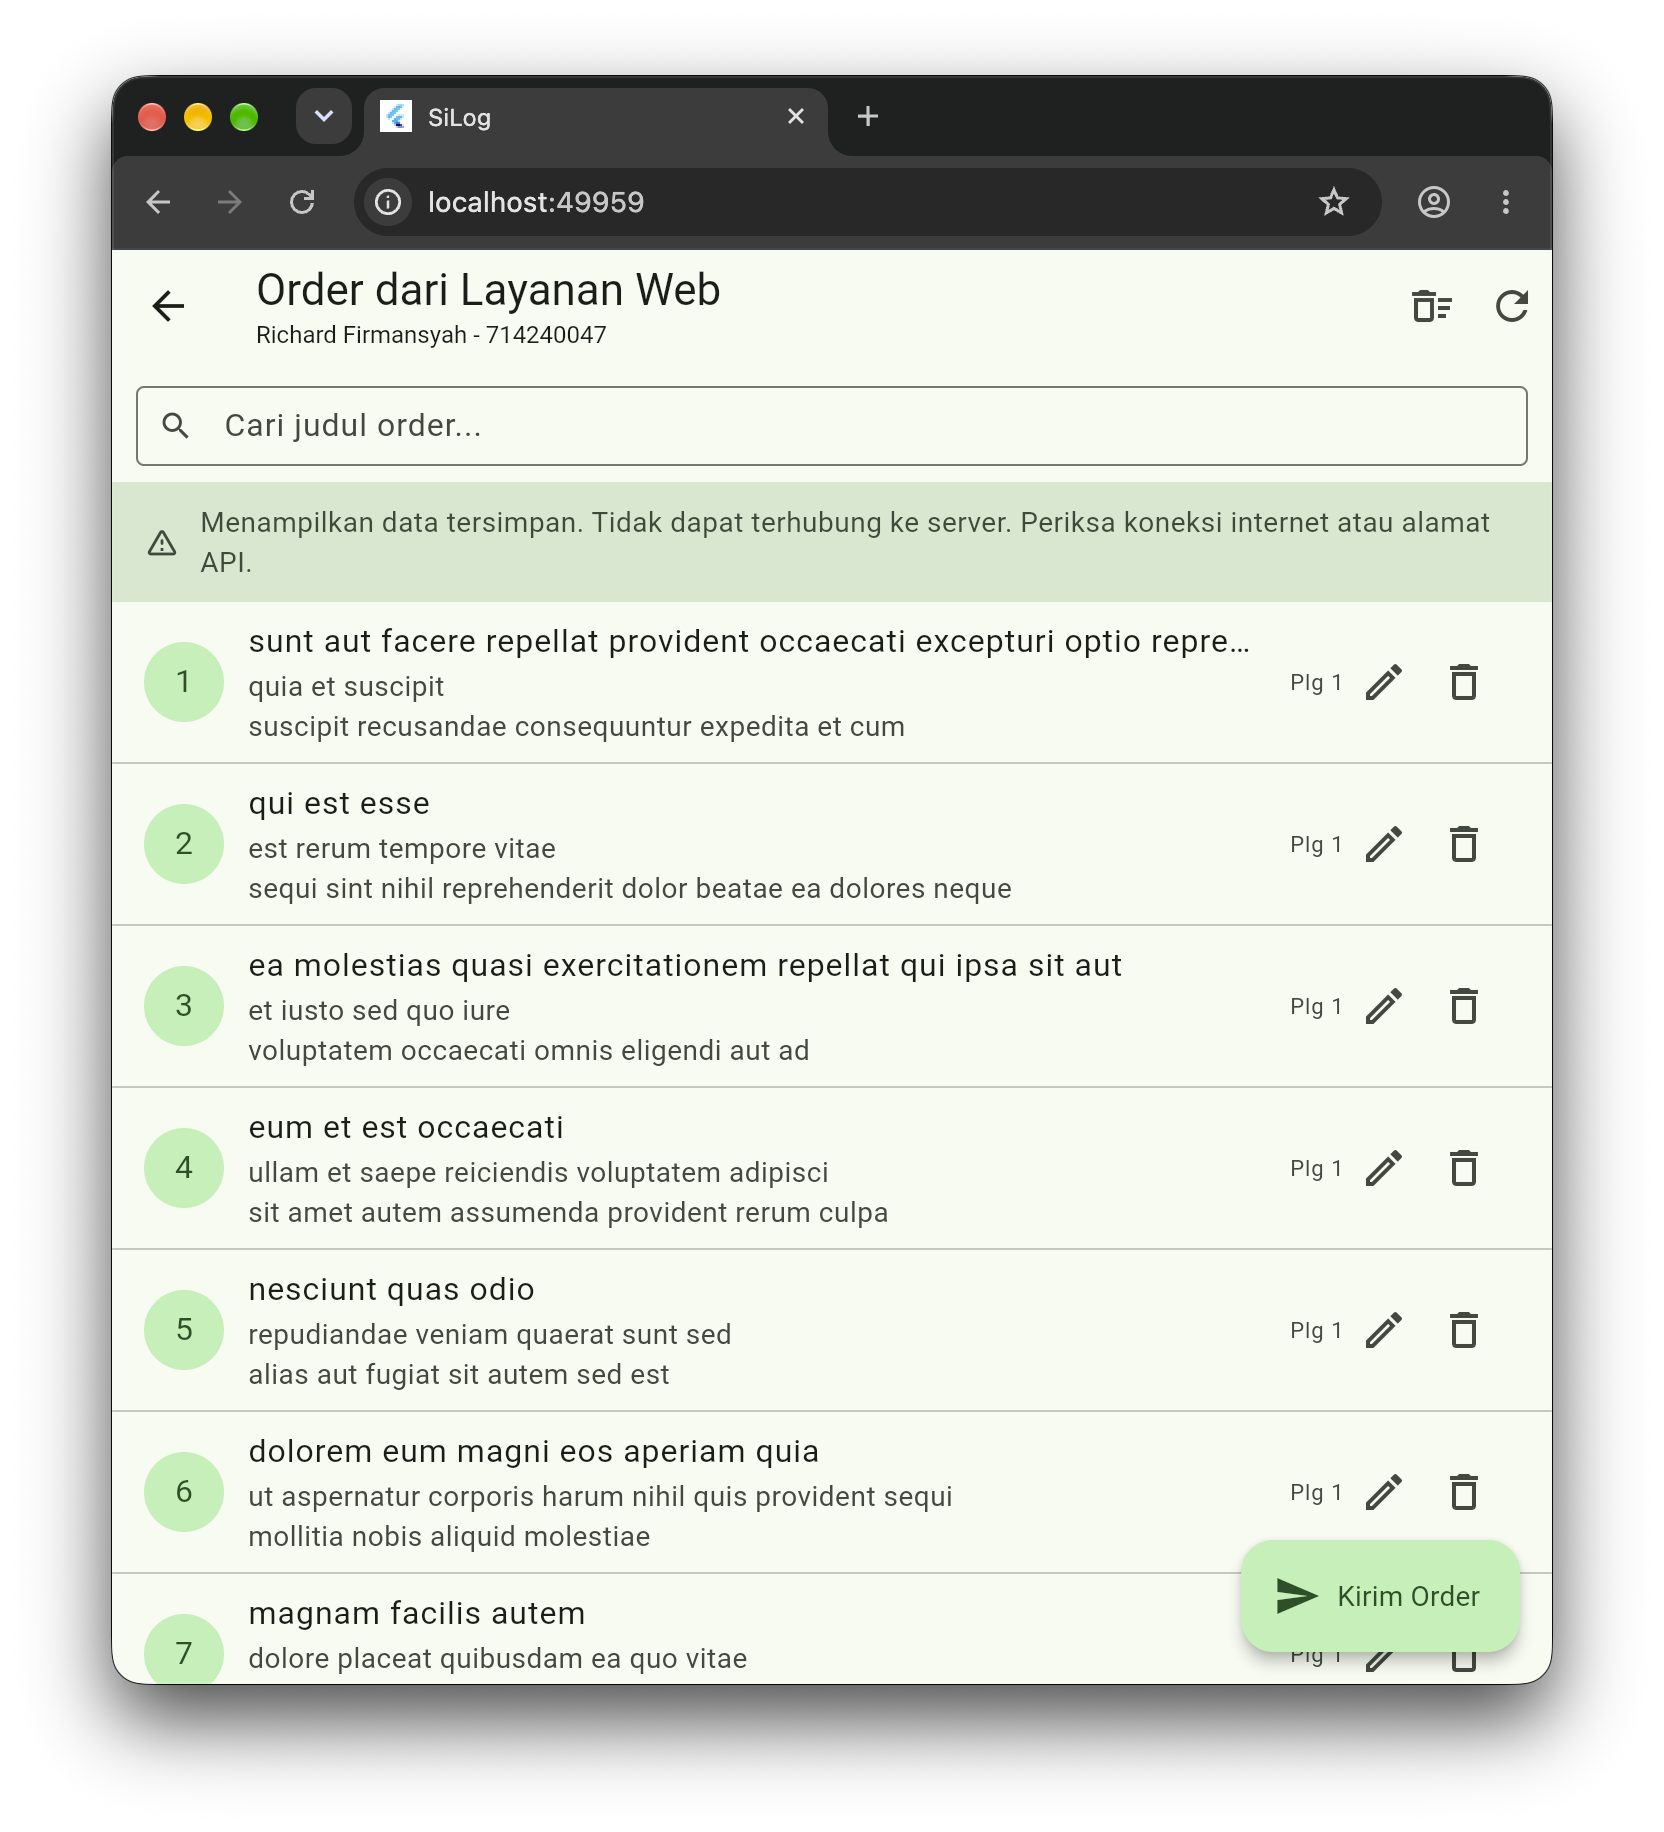 SiLog
localhost:49959
Order dari Layanan Web
Richard Firmansyah - 714240047
Cari judul order...
Menampilkan data tersimpan. Tidak dapat terhubung ke server. Periksa koneksi internet atau alamat
API.
1
sunt aut facere repellat provident occaecati excepturi optio repre...
quia et suscipit
suscipit recusandae consequuntur expedita et cum
Plg 1
2
qui est esse
est rerum tempore vitae
sequi sint nihil reprehenderit dolor beatae ea dolores neque
Plg 1
3
ea molestias quasi exercitationem repellat qui ipsa sit aut
et iusto sed quo iure
voluptatem occaecati omnis eligendi aut ad
Plg 1
4
eum et est occaecati
ullam et saepe reiciendis voluptatem adipisci
sit amet autem assumenda provident rerum culpa
Plg 1
5
nesciunt quas odio
repudiandae veniam quaerat sunt sed
alias aut fugiat sit autem sed est
Plg 1
6
dolorem eum magni eos aperiam quia
ut aspernatur corporis harum nihil quis provident sequi
mollitia nobis aliquid molestiae
Plg 1
Kirim Order
7
magnam facilis autem
dolore placeat quibusdam ea quo vitae
Plg 1